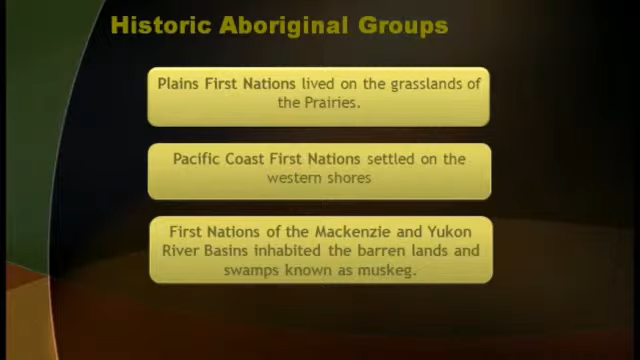 Historic Aboriginal Groups
Plains First Nations lived on the grasslands of
the Prairies.
Pacific Coast First Nations settled on the
western shores
First Nations of the Mackenzie and Yukon
River Basins inhabited the barren lands and
swamps known as muskeg.